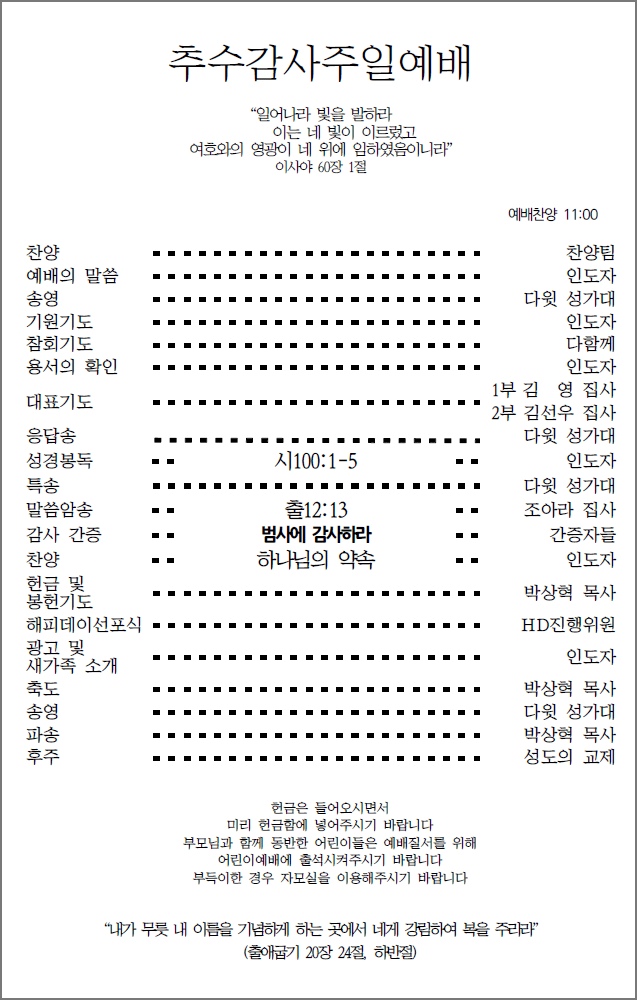 추수감사주일예배
“일어나라 빛을 발하라
이는 네 빛이 이르렀고
여호와의 영광이 네 위에 임하였음이니라”
이사야 60장 1절
예배찬양 11:00
찬양 찬양팀
예배의 말씀 인도자
송영 다윗 성가대
기원기도 인도자
참회기도 다함께
용서의 확인 인도자
대표기도 1부 김 영 집사
2부 김선우 집사
응답송 다윗 성가대
성경봉독 시100:1-5 인도자
특송 다윗 성가대
말씀암송 출12:13 조아라 집사
감사 간증 범사에 감사하라 간증자들
찬양 하나님의 약속 인도자
헌금 및
봉헌기도 박상혁 목사
해피데이선포식 HD진행위원
광고 및
새가족 소개 인도자
축도 박상혁 목사
송영 다윗 성가대
파송 박상혁 목사
후주 성도의 교제
헌금은 들어오시면서
미리 헌금함에 넣어주시기 바랍니다
부모님과 함께 동반한 어린이들은 예배질서를 위해
어린이예배에 출석시켜주시기 바랍니다
부득이한 경우 자모실을 이용해주시기 바랍니다
“내가 무릇 내 이름을 기념하게 하는 곳에서 네게 강림하여 복을 주리라”
(출애굽기 20장 24절, 하반절)